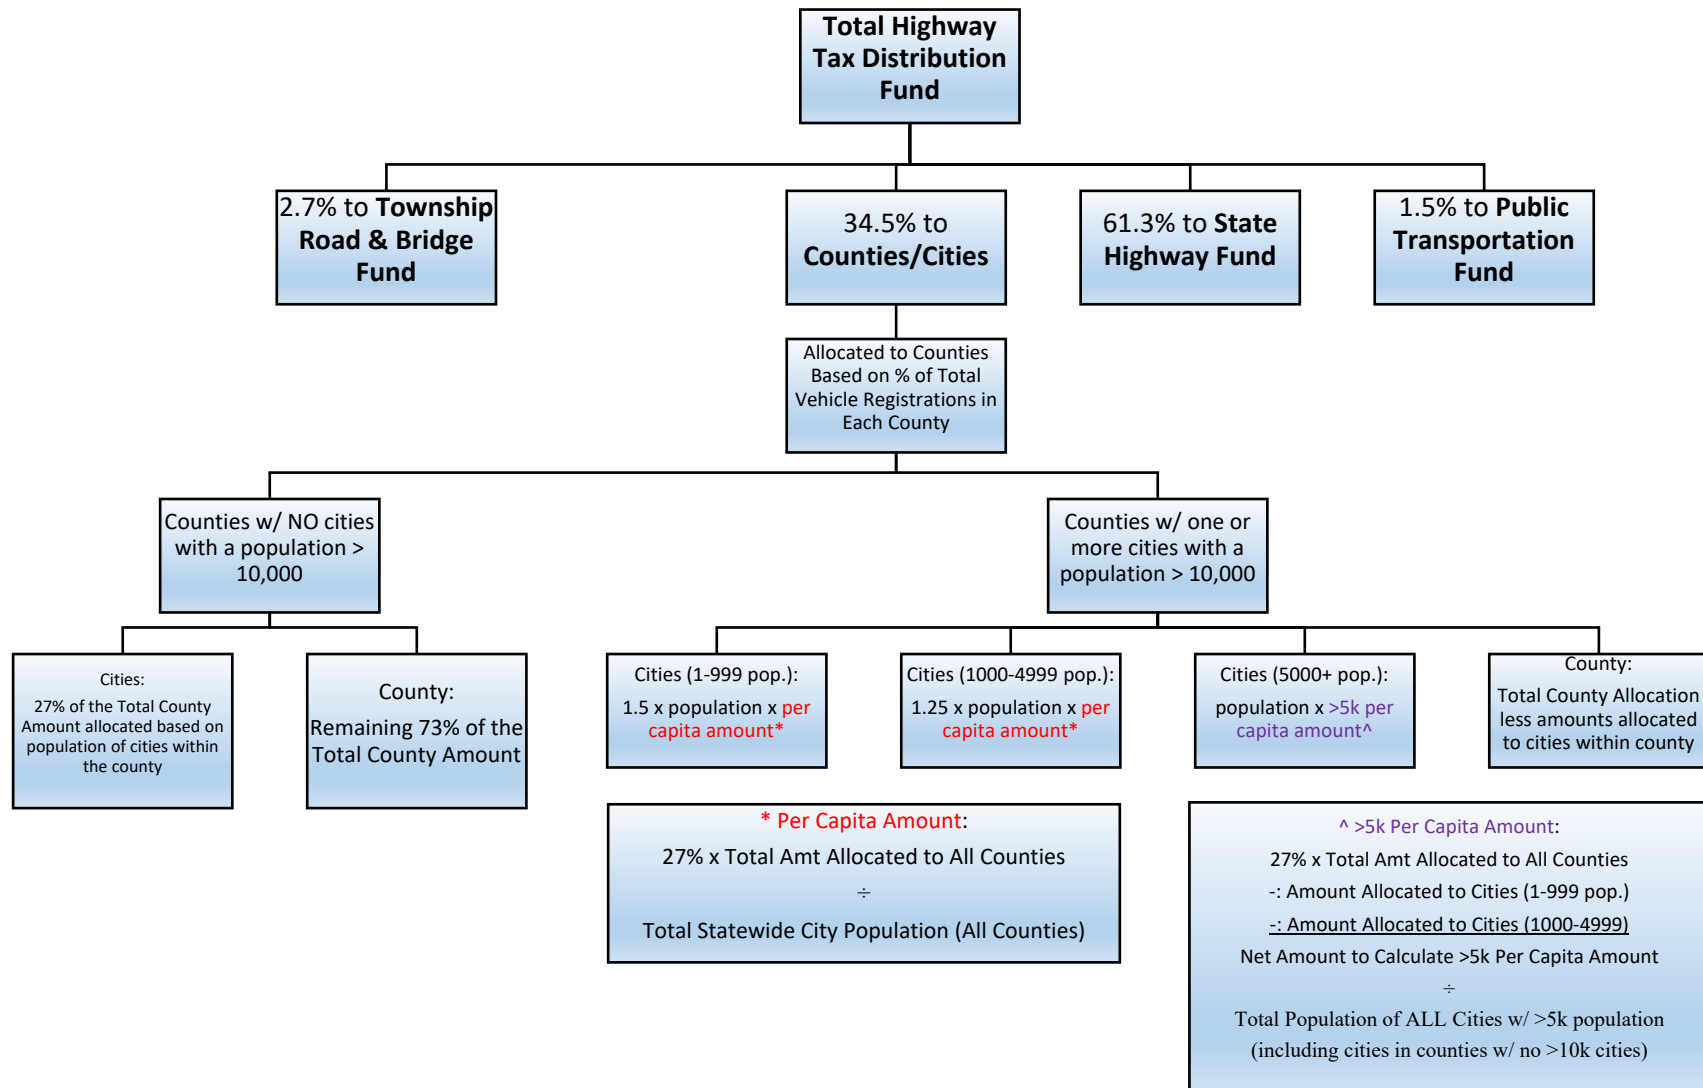 Total Highway
Tax Distribution
Fund
2.7% to Township
Road & Bridge
Fund
34.5% to
Counties/Cities
61.3% to State
Highway Fund
1.5% to Public
Transportation
Fund
Allocated to Counties
Based on % of Total
Vehicle Registrations in
Each County
Counties w/ NO cities
with a population >
10,000
Counties w/ one or
more cities with a
population > 10,000
Cities:
27% of the Total County
Amount allocated based on
population of cities within
the county
County:
Remaining 73% of the
Total County Amount
Cities (1-999 pop.):
1.5 x population x per
capita amount*
Cities (1000-4999 pop.):
1.25 x population x per
capita amount*
Cities (5000+ pop.):
population x >5k per
capita amount^
County:
Total County Allocation
less amounts allocated
to cities within county
* Per Capita Amount:
27% x Total Amt Allocated to All Counties
÷
Total Statewide City Population (All Counties)
^ >5k Per Capita Amount:
27% x Total Amt Allocated to All Counties
-: Amount Allocated to Cities (1-999 pop.)
-: Amount Allocated to Cities (1000-4999)
Net Amount to Calculate >5k Per Capita Amount
÷
Total Population of ALL Cities w/ >5k population
(including cities in counties w/ no >10k cities)